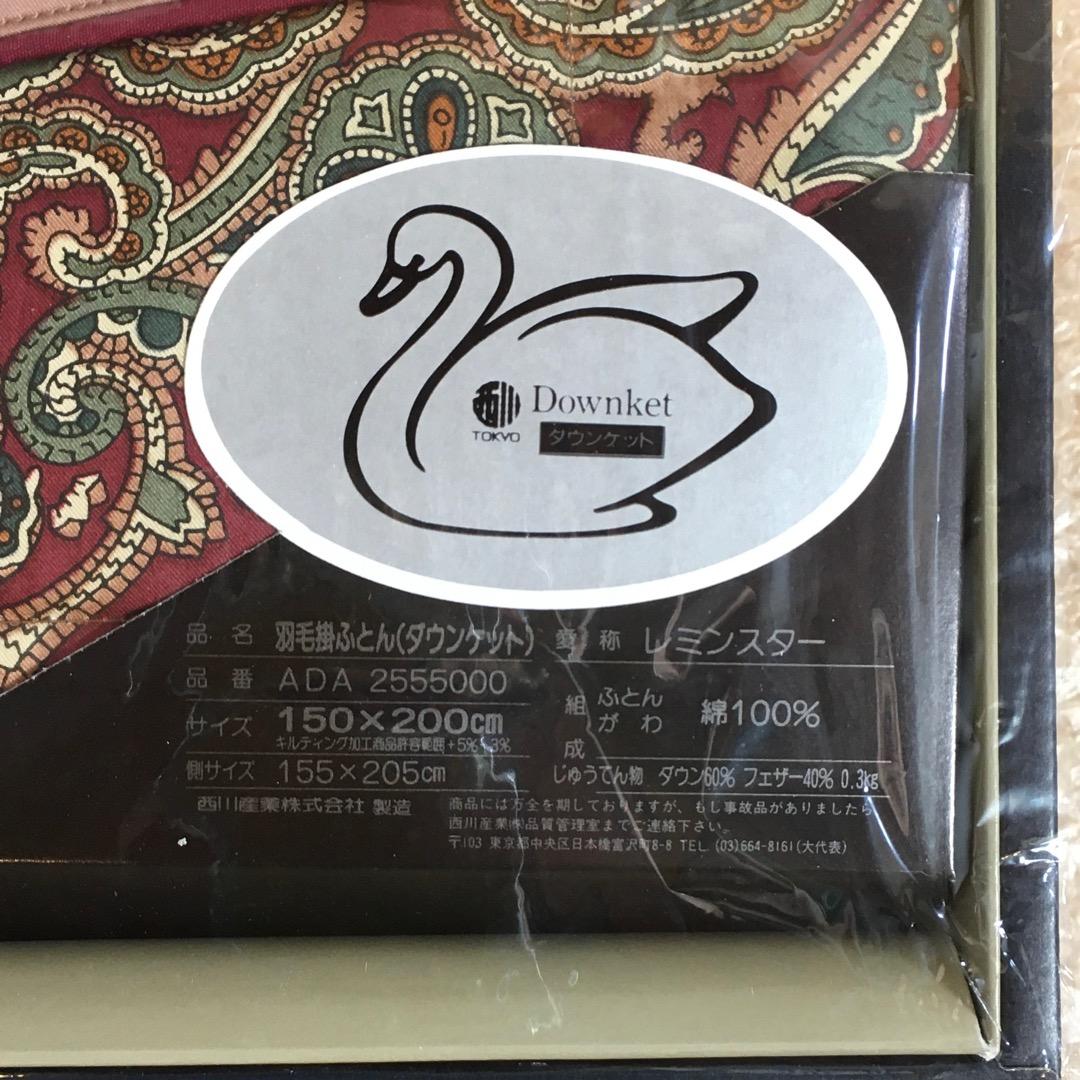 西川
TOKYO
Downket
ダウンケット
品 名 羽毛掛ふとん(ダウンケット) 愛 称 レミンスター
品 番 ADA 2555000
サイズ 150×200cm
キルティング加工商品許容範囲+5%-3%
側サイズ 155×205cm
組成 ふとんがわ 綿100%
じゅうてん物 ダウン60% フェザー40% 0.3kg
西川産業株式会社 製造
商品には万全を期しておりますが、もし事故品がありましたら
西川産業㈱品質管理室までご連絡下さい。
〒103 東京都中央区日本橋富沢町8-8 TEL (03)664-8161(大代表)